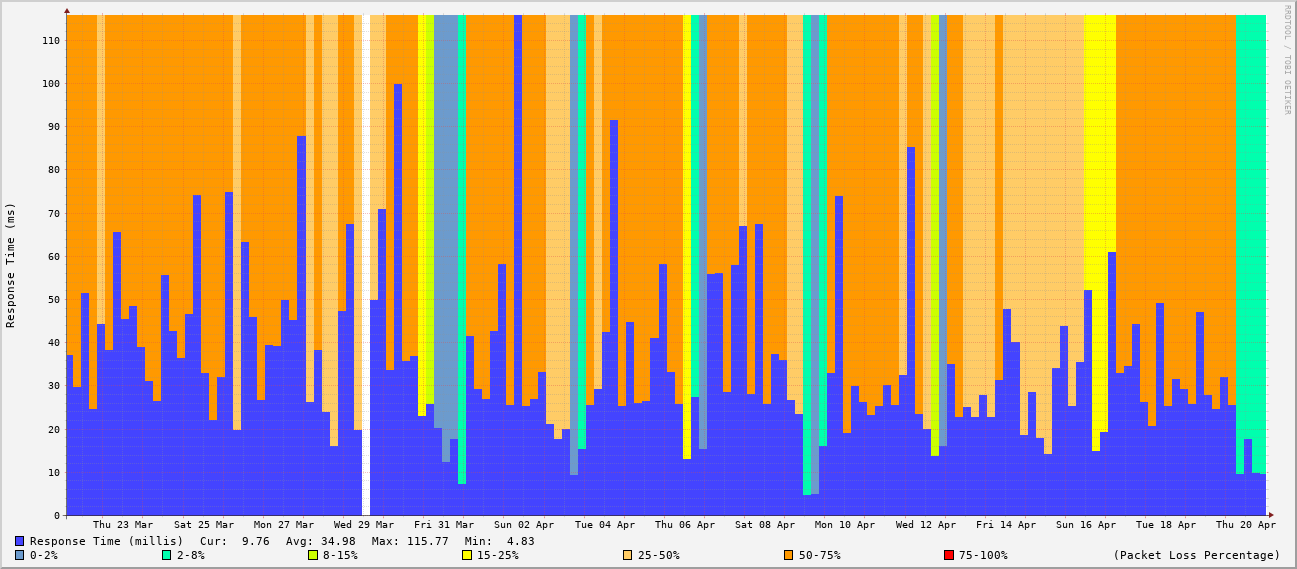 RRDTOOL / TOBI OETIKER
Response Time (ms)
110
100
90
80
70
60
50
40
30
20
10
0
Thu 23 Mar Sat 25 Mar Mon 27 Mar Wed 29 Mar Fri 31 Mar Sun 02 Apr Tue 04 Apr Thu 06 Apr Sat 08 Apr Mon 10 Apr Wed 12 Apr Fri 14 Apr Sun 16 Apr Tue 18 Apr Thu 20 Apr
Response Time (millis) Cur: 9.76 Avg: 34.98 Max: 115.77 Min: 4.83
0-2% 2-8% 8-15% 15-25% 25-50% 50-75% 75-100% (Packet Loss Percentage)